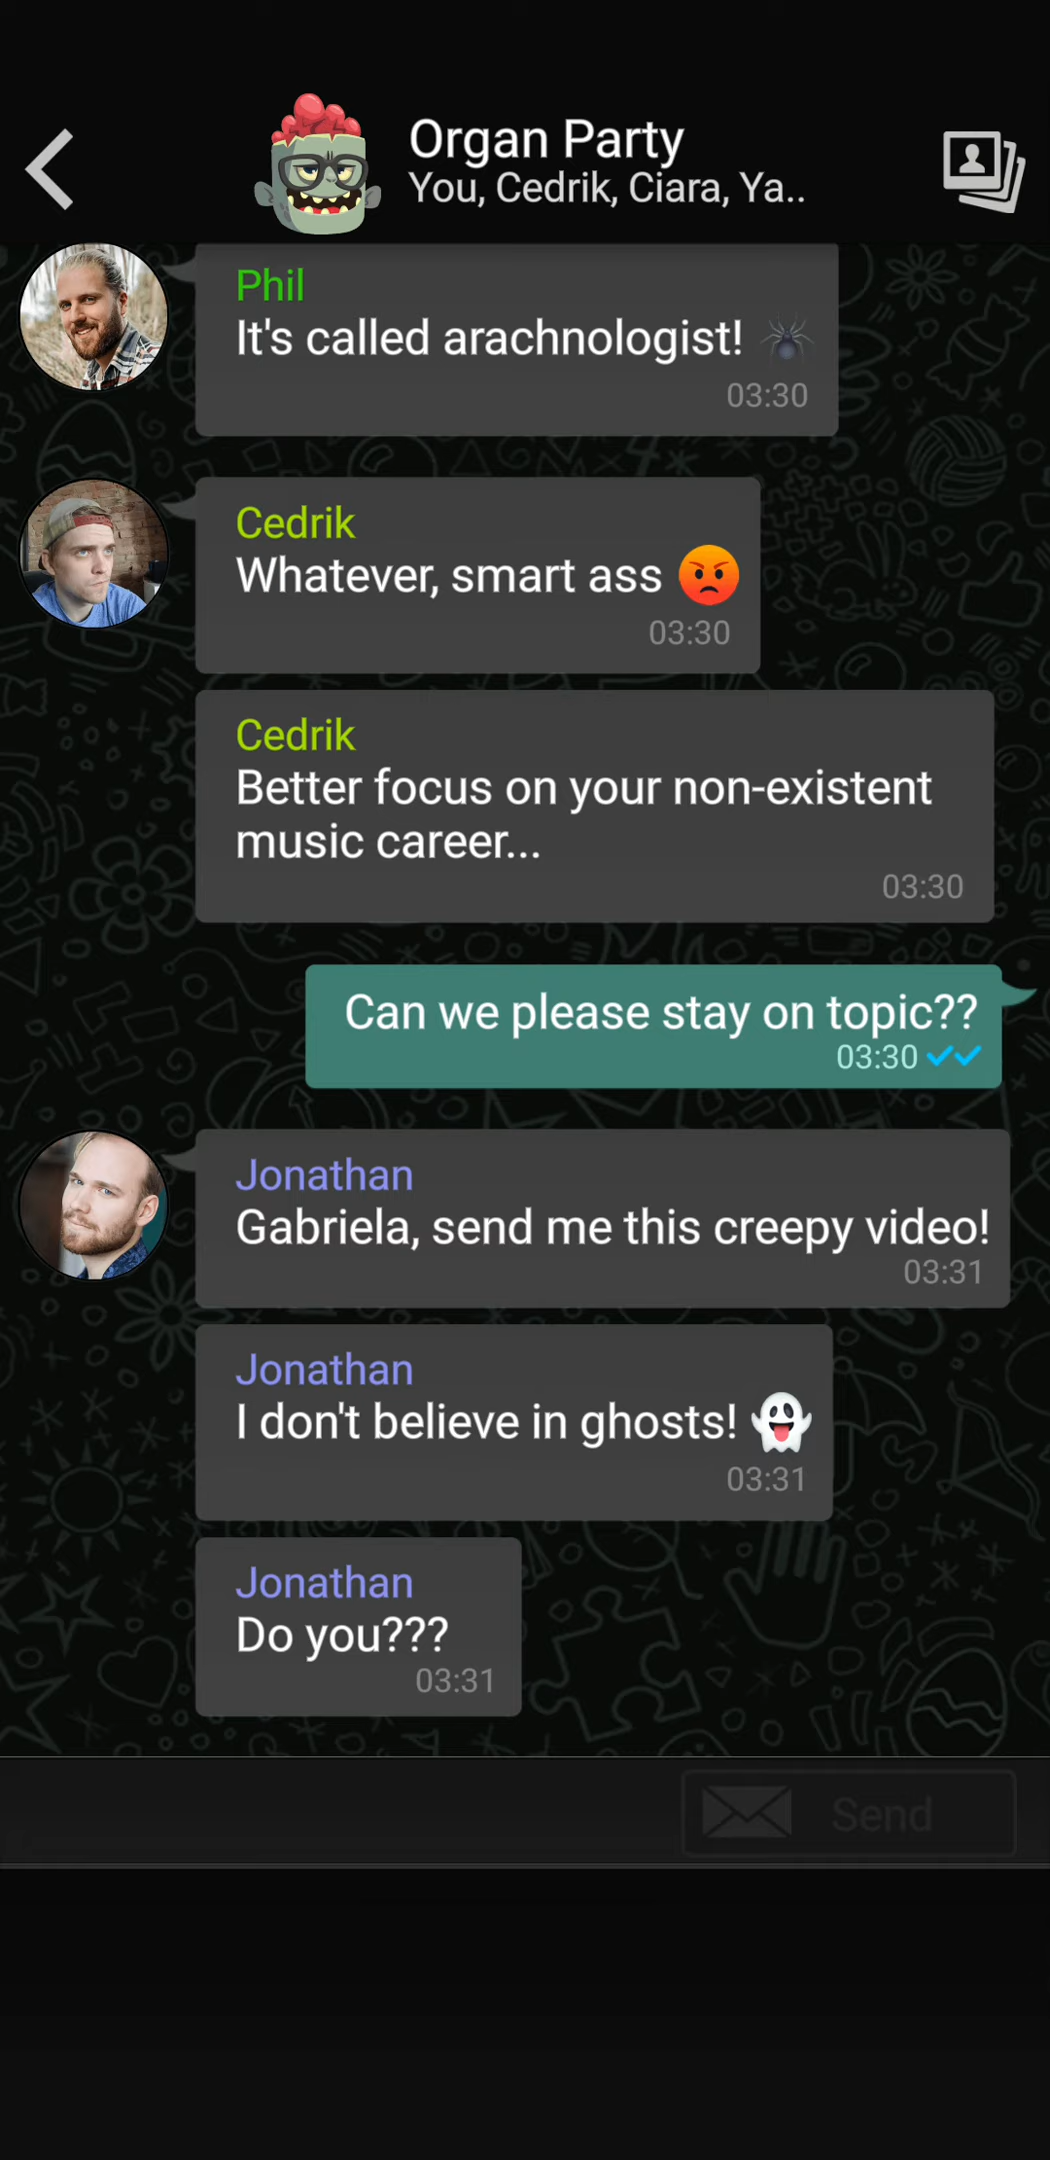 Organ Party
You, Cedrik, Ciara, Ya..
Phil
It's called arachnologist! 🕷
03:30
Cedrik
Whatever, smart ass 😡
03:30
Cedrik
Better focus on your non-existent
music career...
03:30
Can we please stay on topic??
03:30
Jonathan
Gabriela, send me this creepy video!
03:31
Jonathan
I don't believe in ghosts! 👻
03:31
Jonathan
Do you???
03:31
Send